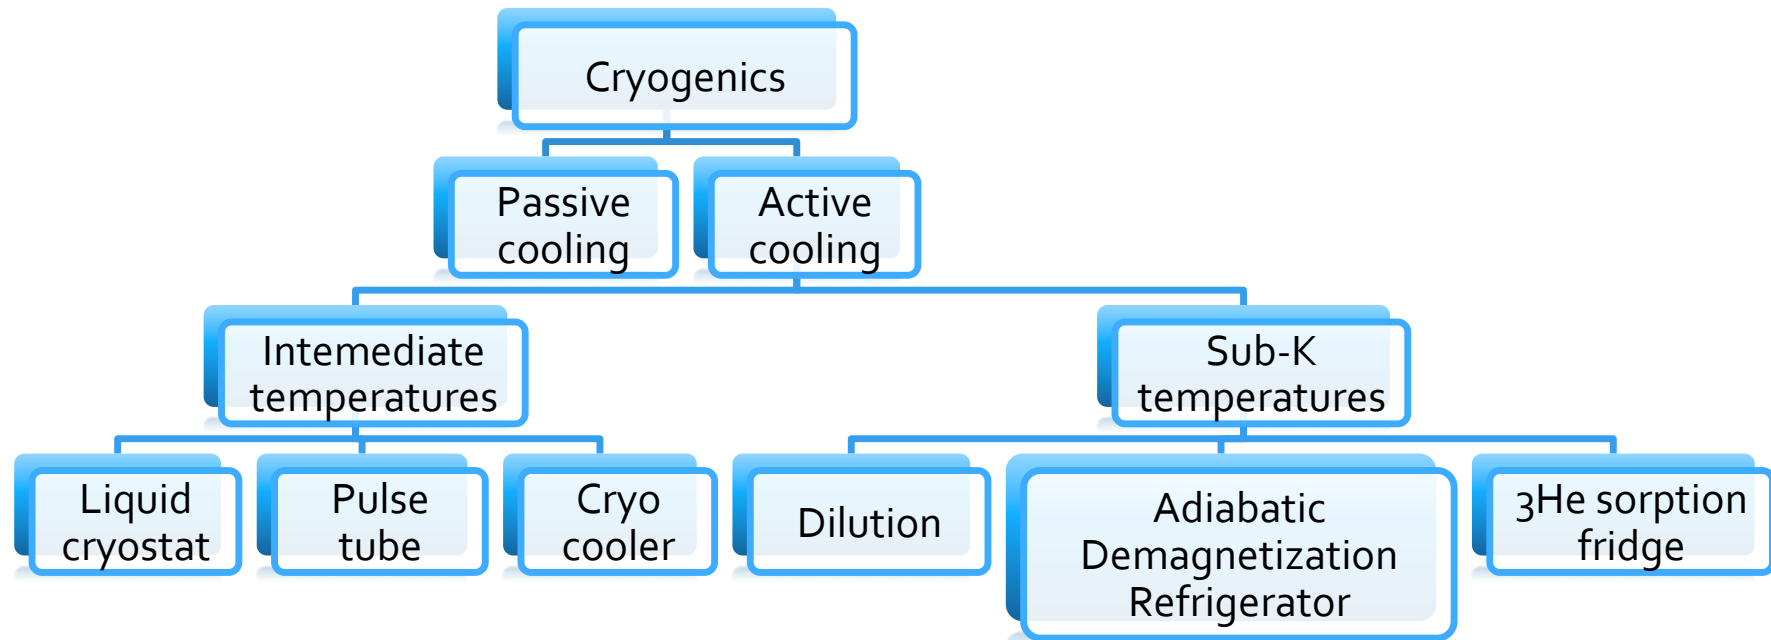 Cryogenics
Passive
cooling
Active
cooling
Intemediate
temperatures
Sub-K
temperatures
Liquid
cryostat
Pulse
tube
Cryo
cooler
Dilution
Adiabatic
Demagnetization
Refrigerator
3He sorption
fridge